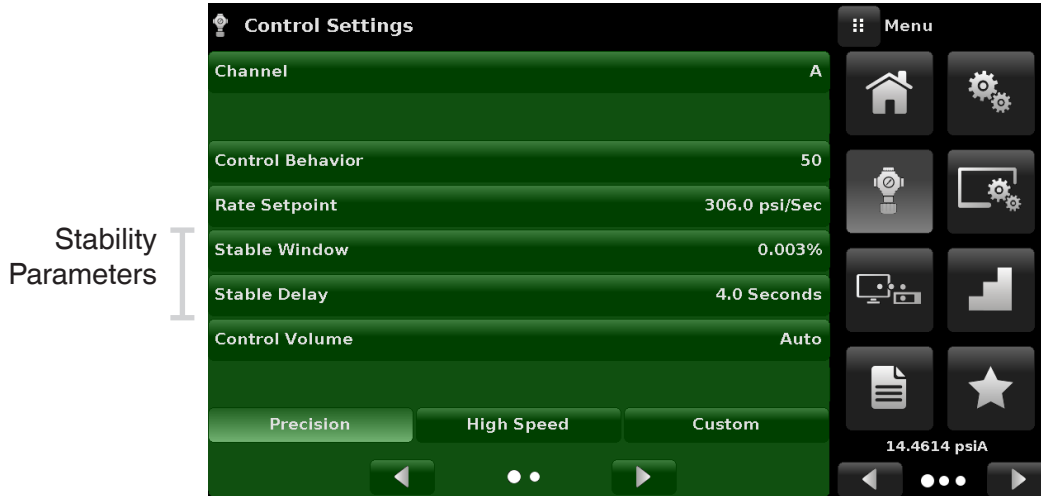 Control Settings
Menu
Channel A
Control Behavior 50
Rate Setpoint 306.0 psi/Sec
Stability
Parameters
Stable Window 0.003%
Stable Delay 4.0 Seconds
Control Volume Auto
Precision High Speed Custom
14.4614 psiA